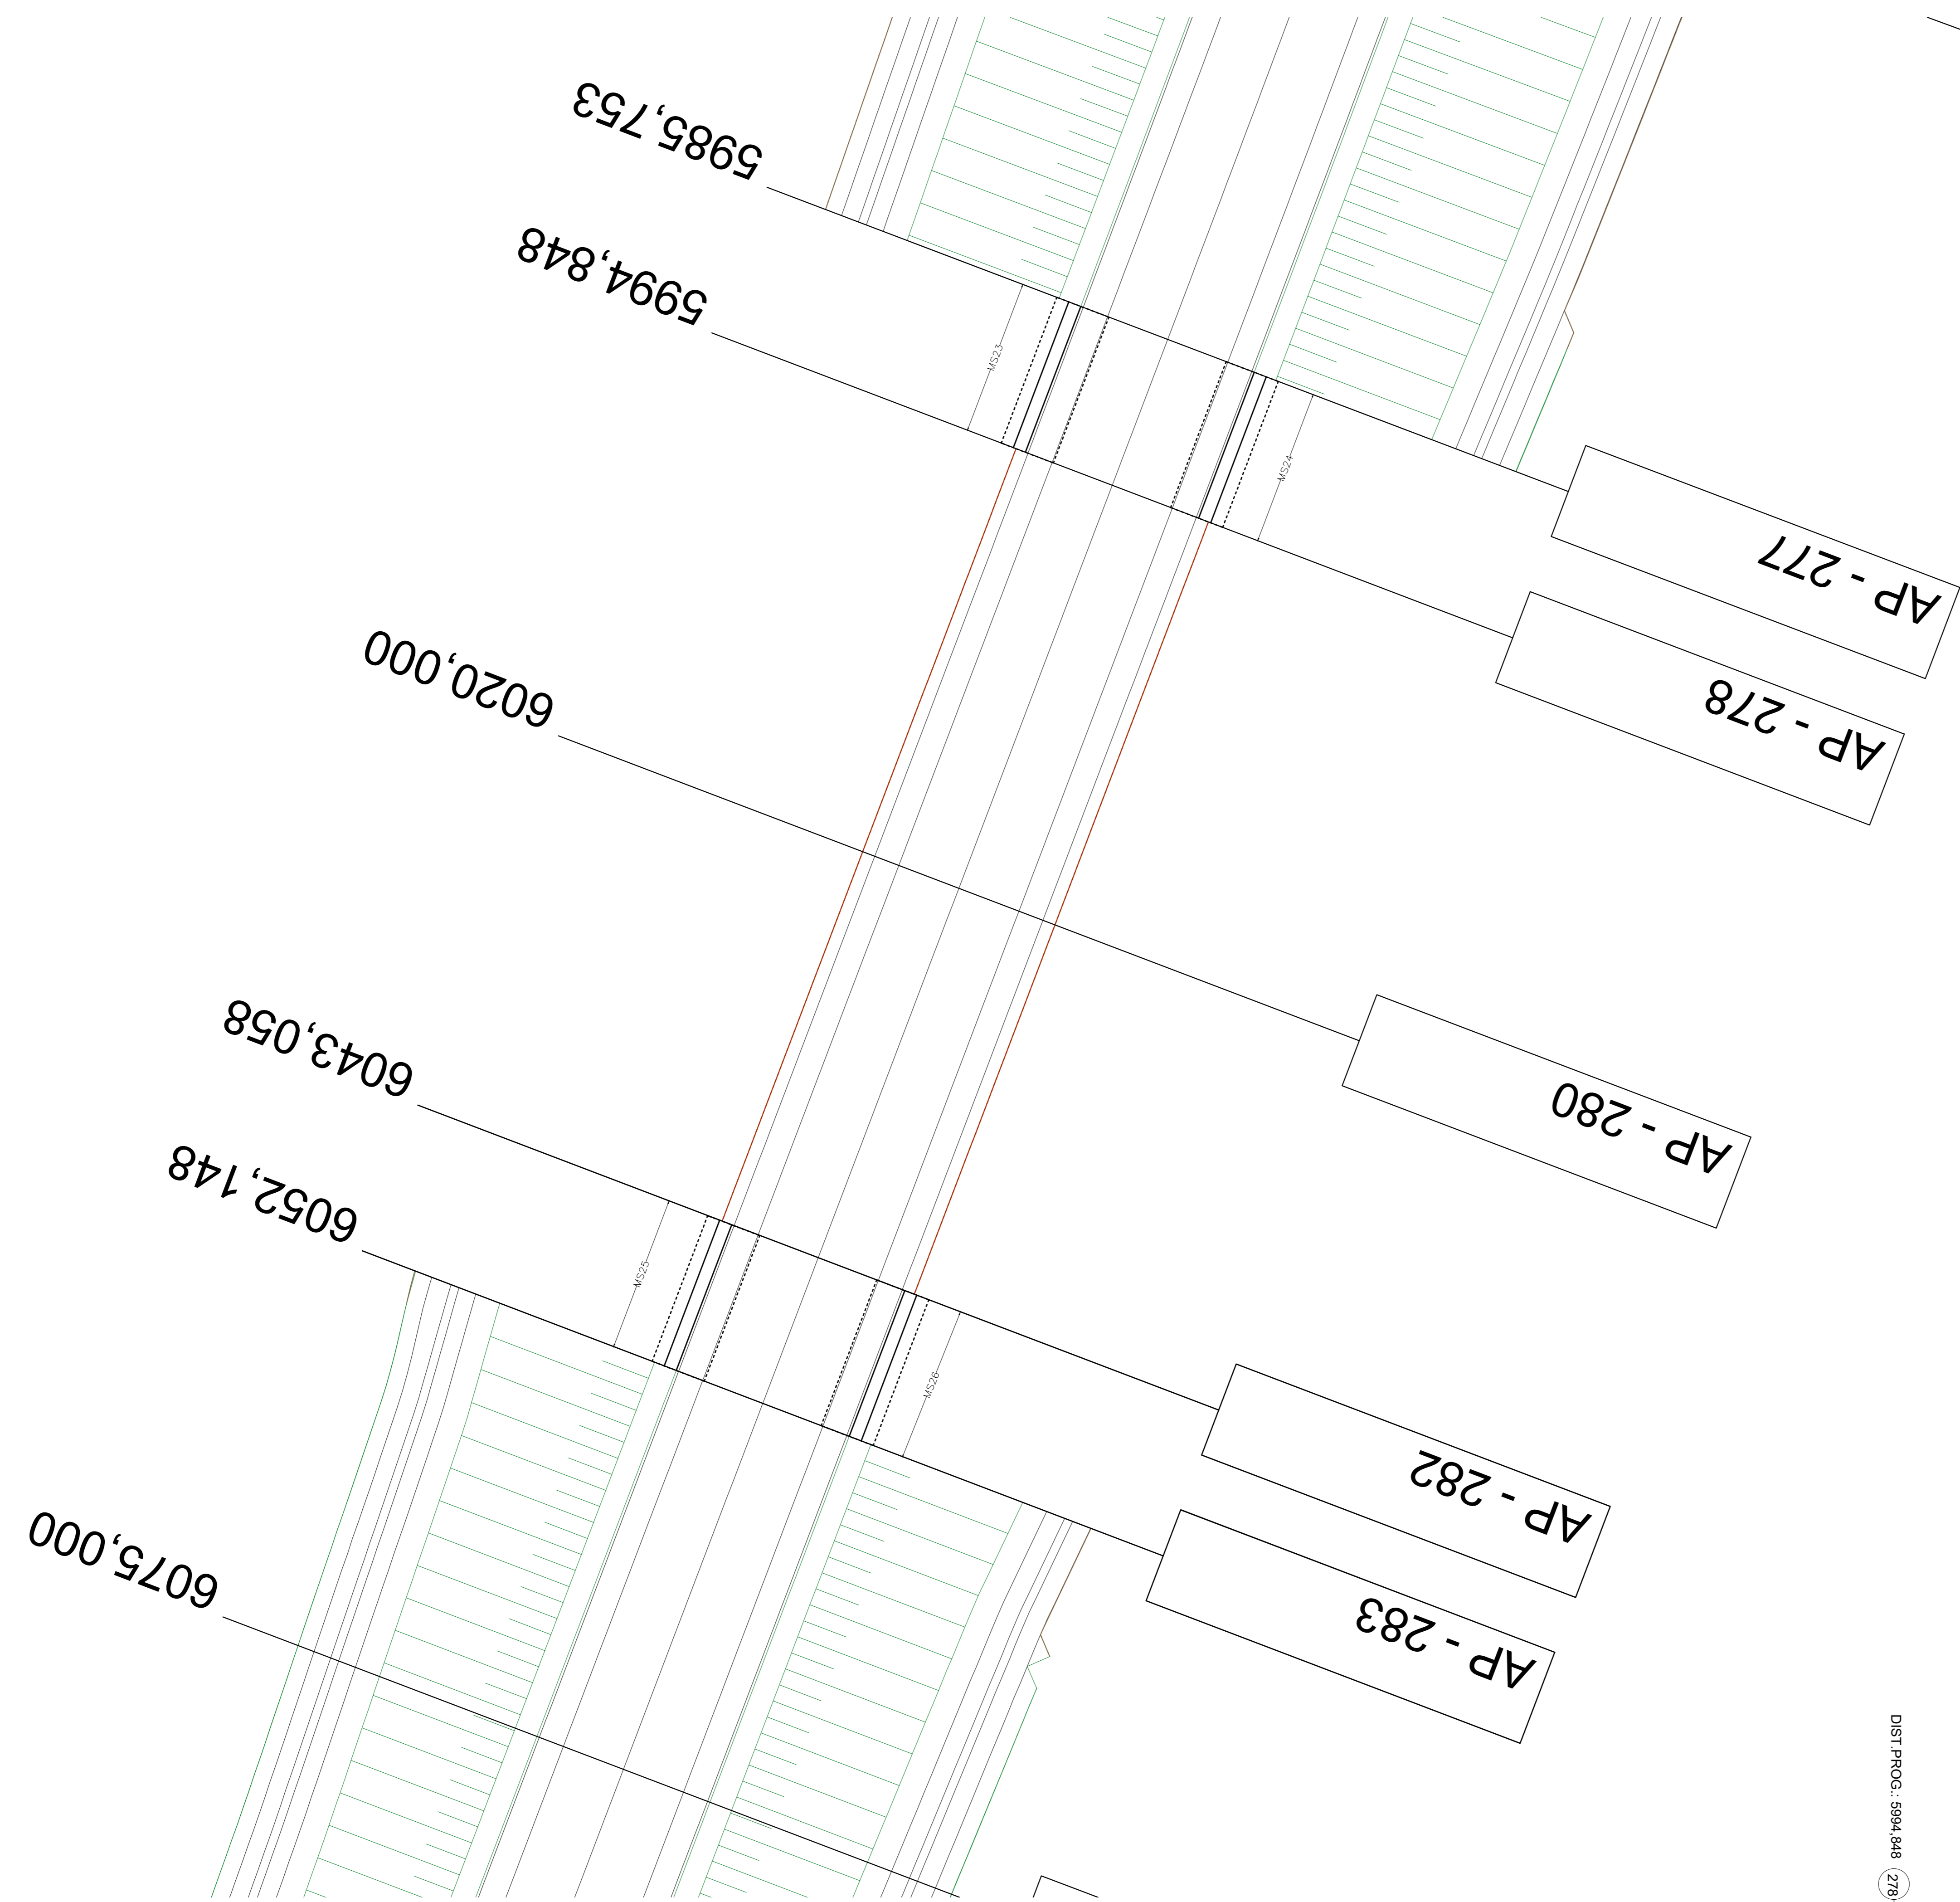 5985,753
5994,848
MS23
MS24
AP - 277
AP - 278
6020,000
AP - 280
6043,058
6052,148
MS25
MS26
AP - 282
AP - 283
6075,000
DIST.PROG.: 5994,848 278